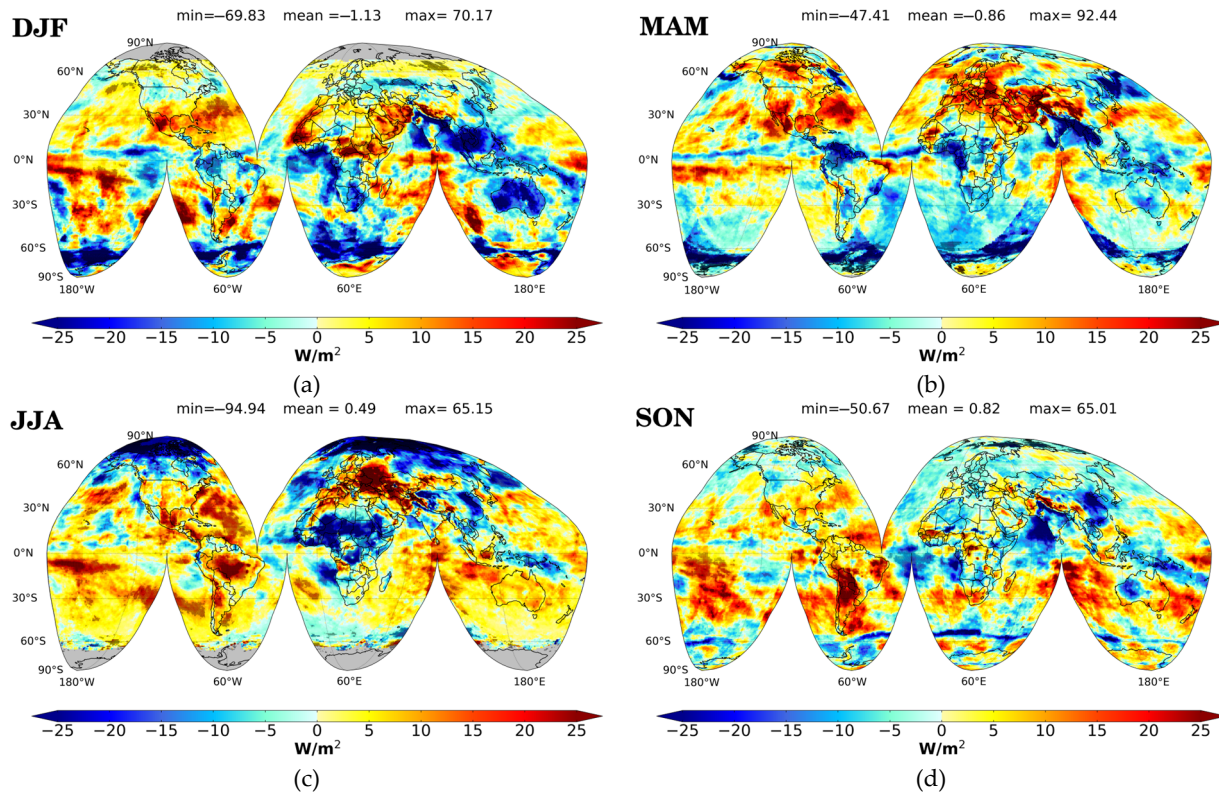 DJF
min=−69.83 mean =−1.13 max= 70.17
90°N
60°N
30°N
0°N
30°S
60°S
90°S
180°W 60°W 60°E 180°E
−25 −20 −15 −10 −5 0 5 10 15 20 25
W/m²
(a)
MAM
min=−47.41 mean =−0.86 max= 92.44
90°N
60°N
30°N
0°N
30°S
60°S
90°S
180°W 60°W 60°E 180°E
−25 −20 −15 −10 −5 0 5 10 15 20 25
W/m²
(b)
JJA
min=−94.94 mean = 0.49 max= 65.15
90°N
60°N
30°N
0°N
30°S
60°S
90°S
180°W 60°W 60°E 180°E
−25 −20 −15 −10 −5 0 5 10 15 20 25
W/m²
(c)
SON
min=−50.67 mean = 0.82 max= 65.01
90°N
60°N
30°N
0°N
30°S
60°S
90°S
180°W 60°W 60°E 180°E
−25 −20 −15 −10 −5 0 5 10 15 20 25
W/m²
(d)